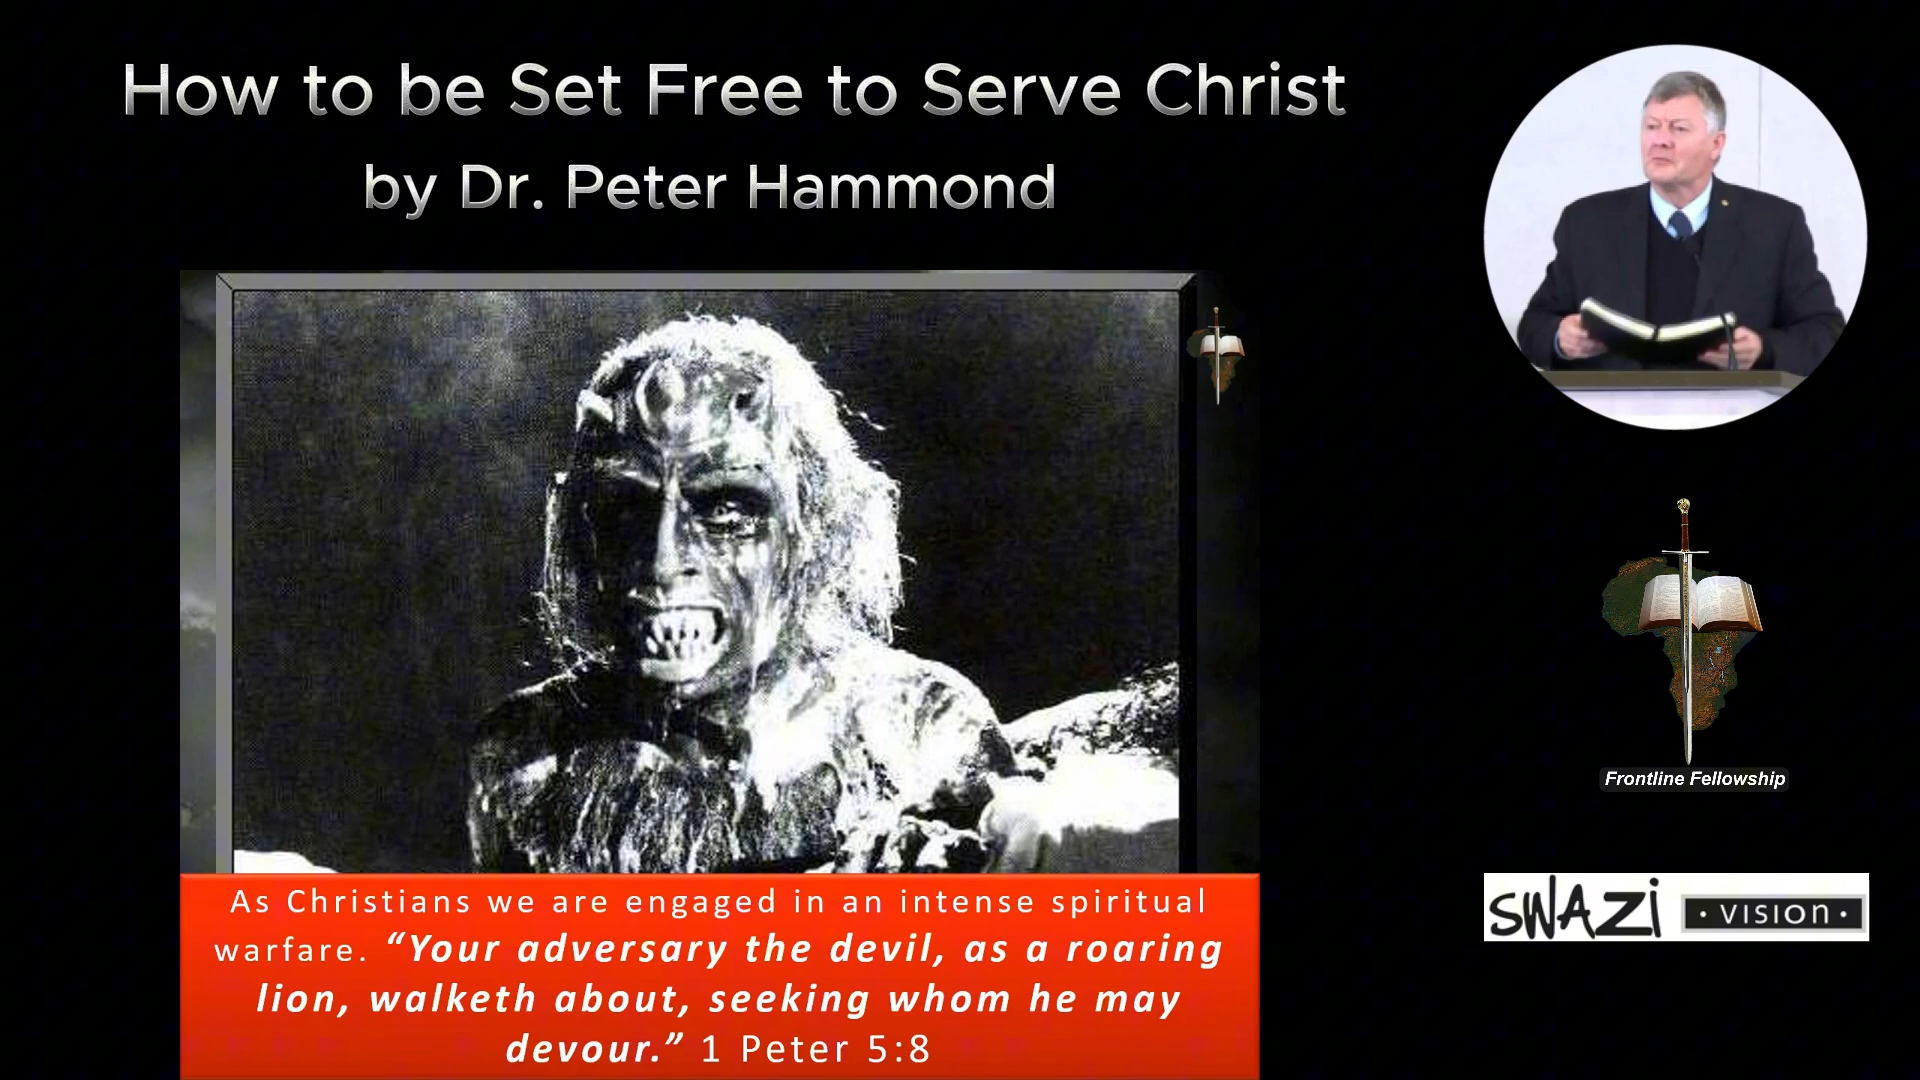 How to be Set Free to Serve Christ
by Dr. Peter Hammond
As Christians we are engaged in an intense spiritual
warfare. “Your adversary the devil, as a roaring
lion, walketh about, seeking whom he may
devour.” 1 Peter 5:8
Frontline Fellowship
SWAZI • VISION •